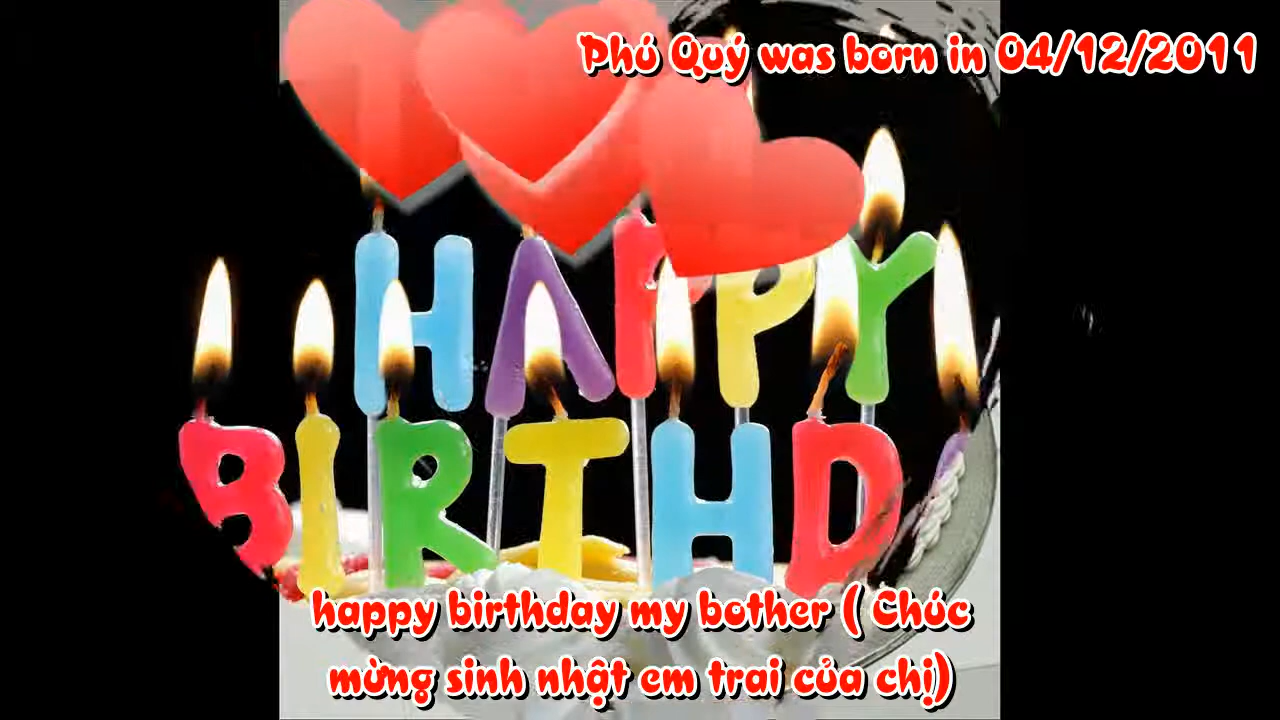 Phú Quý was born in 04/12/2011
HAPPY
BIRTHD
happy birthday my bother ( Chúc
mừng sinh nhật em trai của chị)